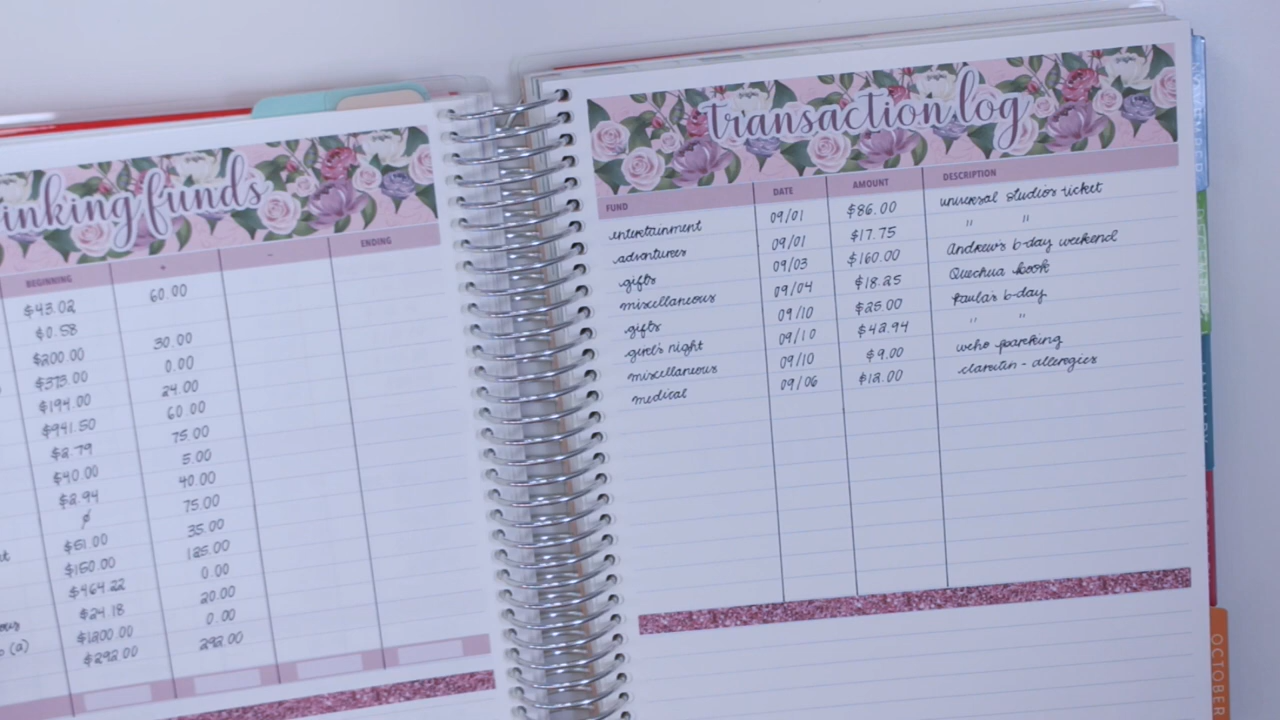 inking funds
BEGINNING + - ENDING
$43.02 60.00
$0.58
$200.00 30.00
$373.00 0.00
$194.00 24.00
$941.50 60.00
$2.79 75.00
$40.00 5.00
$2.94 40.00
ø 75.00
$51.00 35.00
$150.00 125.00
$464.22 0.00
$24.18 20.00
$1200.00 0.00
(a) $292.00 292.00
transaction log
FUND DATE AMOUNT DESCRIPTION
entertainment 09/01 $86.00 universal studios ticket
adventures 09/01 $17.75 " "
gifts 09/03 $160.00 Andrew's b-day weekend
miscellaneous 09/04 $18.25 Quechua book
gifts 09/10 $25.00 Paula's b-day
girl's night 09/10 $42.94 " "
miscellaneous 09/10 $9.00 weho parking
medical 09/06 $12.00 claritin - allergies
OCTOBER